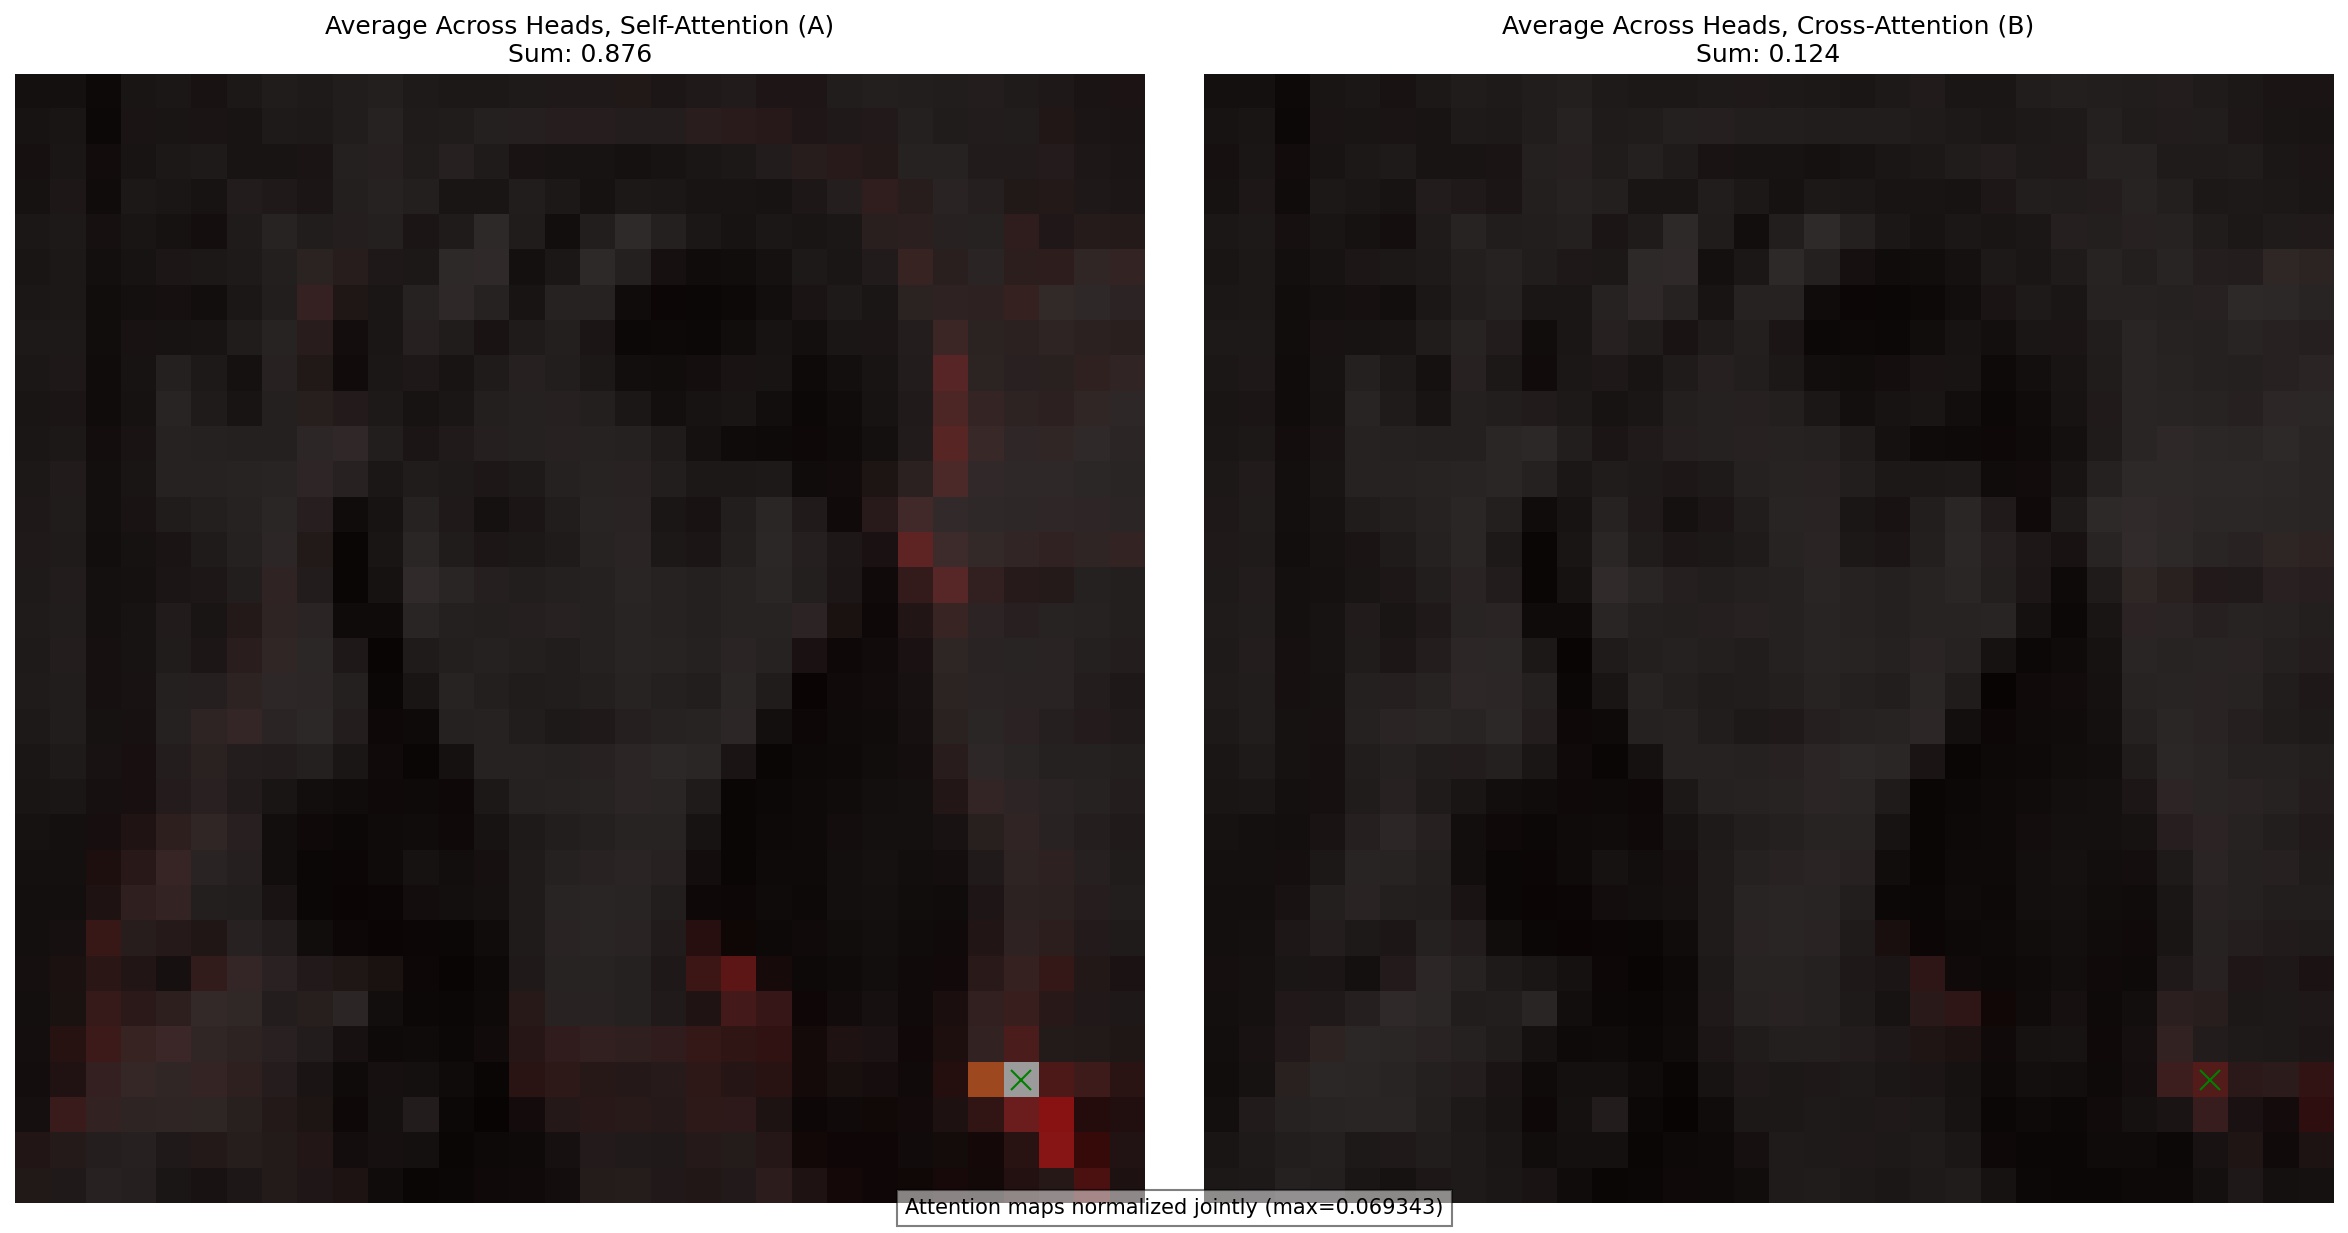 Average Across Heads, Self-Attention (A)
Sum: 0.876
Average Across Heads, Cross-Attention (B)
Sum: 0.124
Attention maps normalized jointly (max=0.069343)